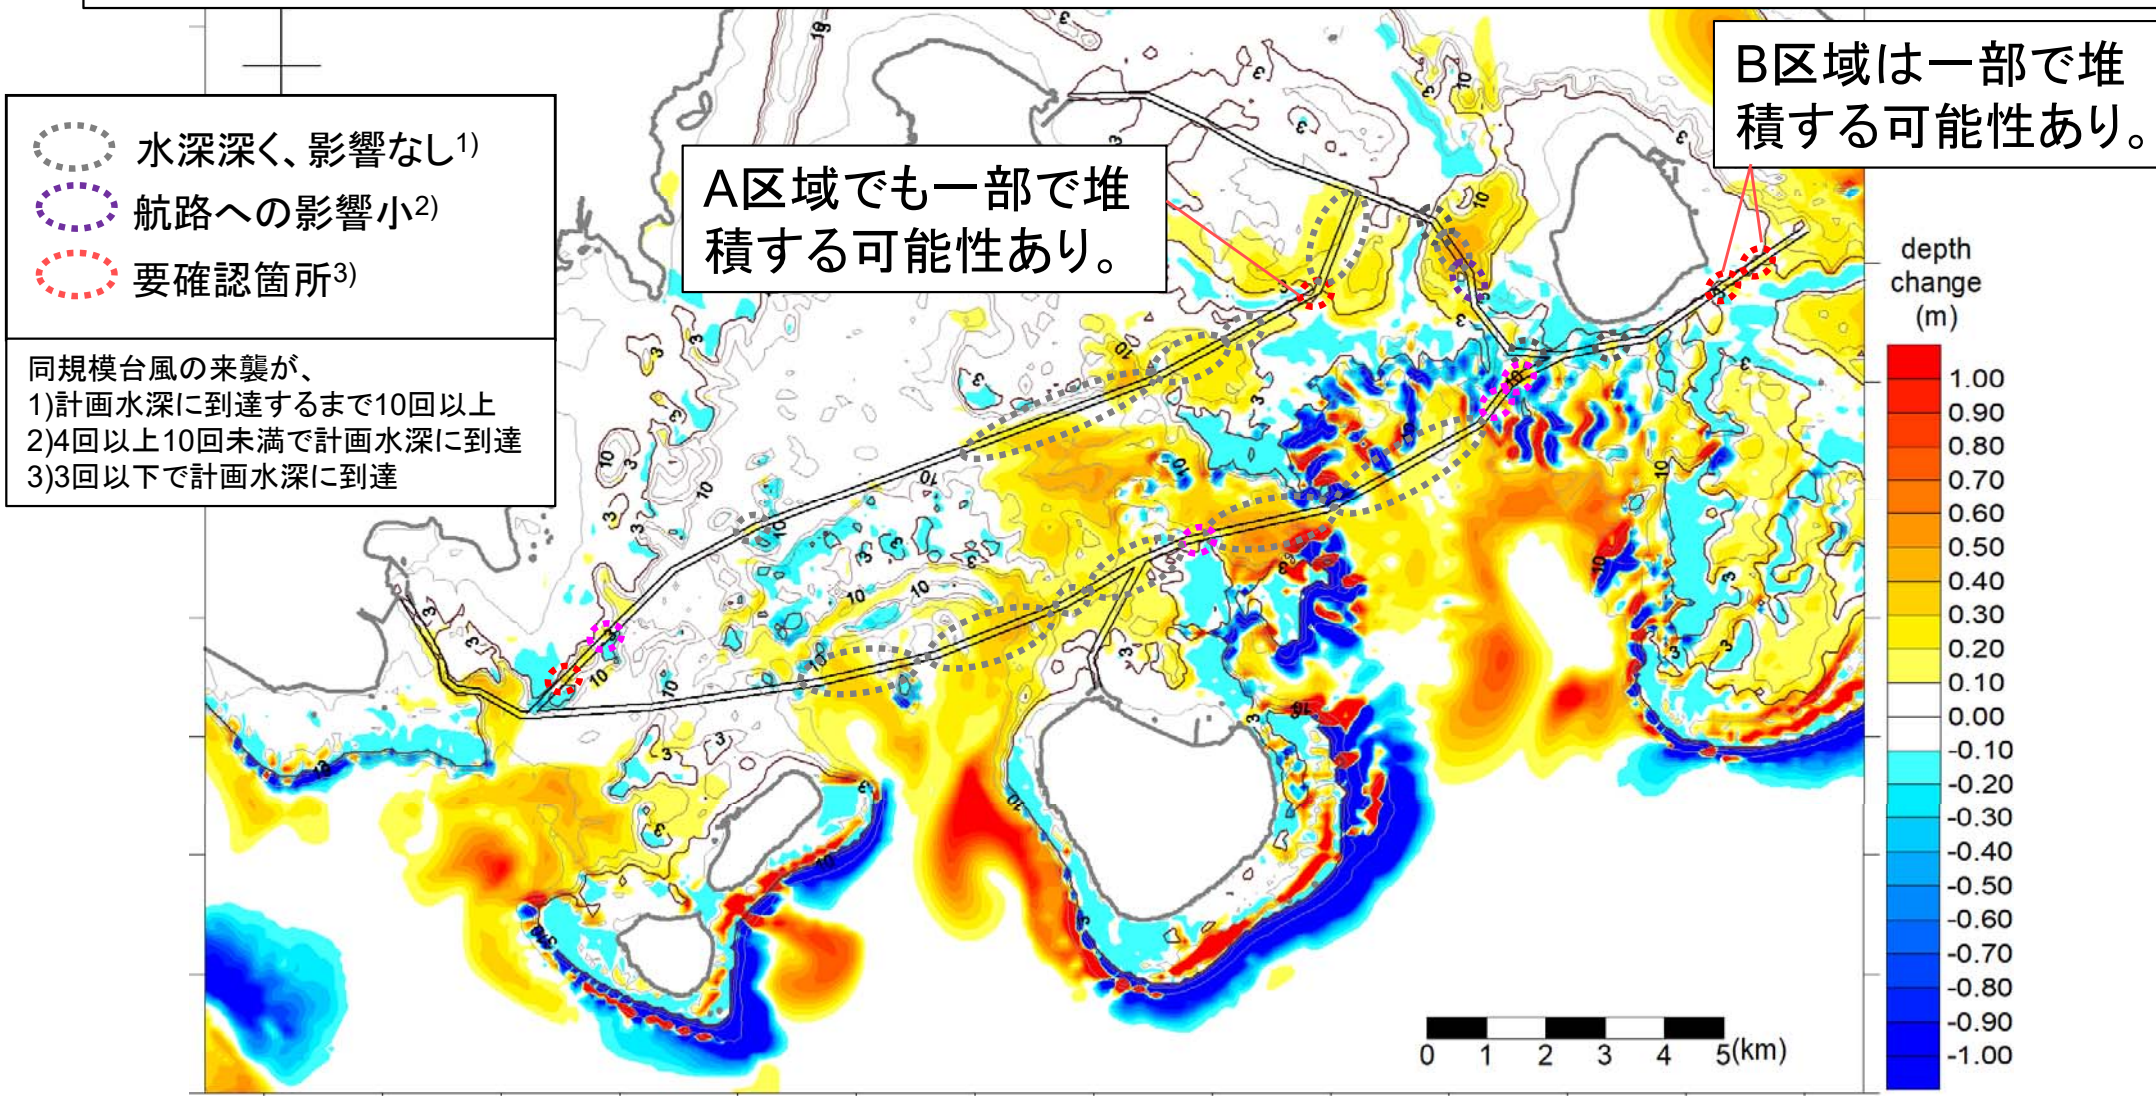 B区域は一部で堆
積する可能性あり。
水深深く、影響なし1)
航路への影響小2)
要確認箇所3)
A区域でも一部で堆
積する可能性あり。
同規模台風の来襲が、
1)計画水深に到達するまで10回以上
2)4回以上10回未満で計画水深に到達
3)3回以下で計画水深に到達
depth
change
(m)
1.00
0.90
0.80
0.70
0.60
0.50
0.40
0.30
0.20
0.10
0.00
-0.10
-0.20
-0.30
-0.40
-0.50
-0.60
-0.70
-0.80
-0.90
-1.00
0 1 2 3 4 5(km)